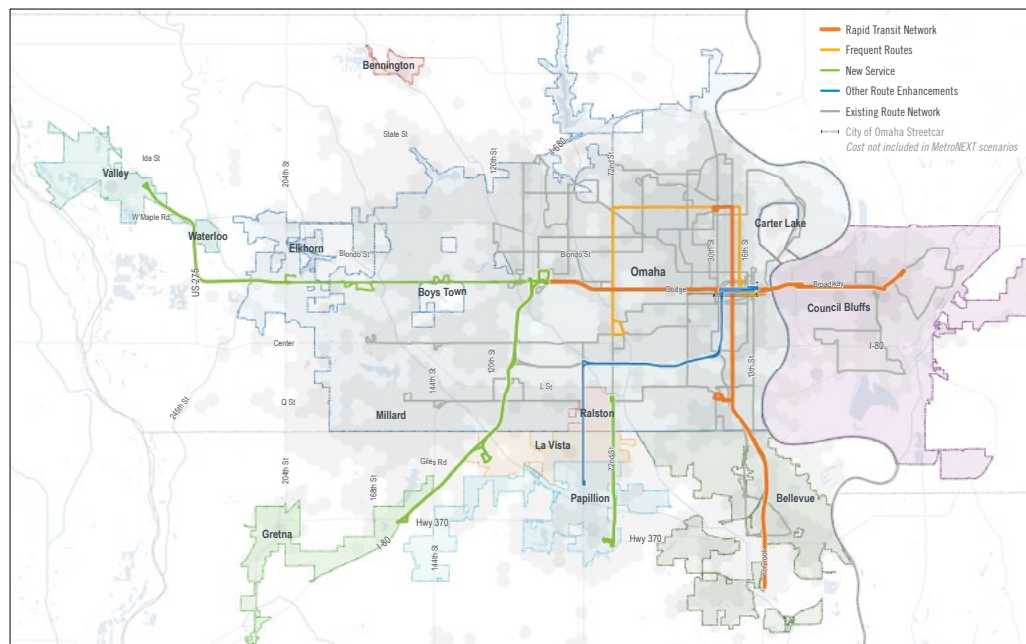 Rapid Transit Network
Frequent Routes
New Service
Other Route Enhancements
Existing Route Network
City of Omaha Streetcar
Cost not included in MetroNEXT scenarios
Bennington
State St
I-680
120th St
72nd St
204th St
Ida St
Valley
W Maple Rd
Waterloo
Elkhorn
Blondo St
Blondo St
30th St
16th St
Carter Lake
Omaha
US-275
Boys Town
Dodge
Broadway
Council Bluffs
I-80
Center
144th St
120th St
13th St
L St
245th St
Q St
Millard
Ralston
La Vista
204th St
168th St
Giles Rd
72nd St
Papillion
Bellevue
Gretna
I-80
Hwy 370
144th St
Hwy 370